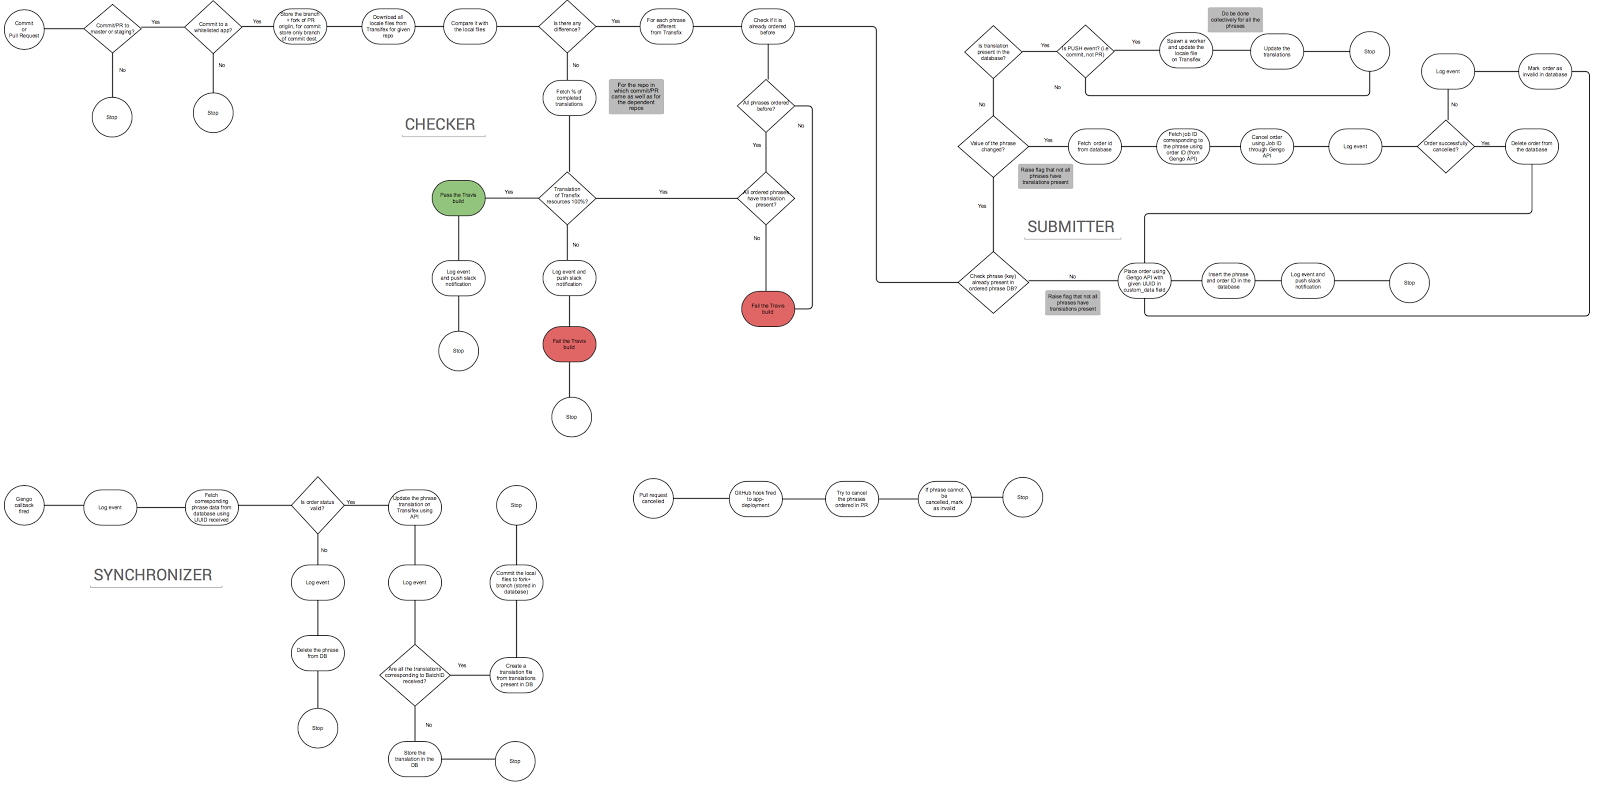 Commit
or
Pull Request
Commit/PR to
master or staging?
Yes
No
Stop
Commit to a
whitelisted app?
Yes
No
Stop
Store the branch
+ fork of PR
origin, for commit
store only branch
of commit dest.
Download all
locale files from
Transifex for given
repo
Compare it with
the local files
Is there any
difference?
Yes
No
For each phrase
different
from Transifx
Check if it is
already ordered
before
Fetch % of
completed
translations
For the repo in
which commit/PR
came as well as for
the dependent
repos
CHECKER
All phrases ordered
before?
No
Yes
Pass the Travis
build
Yes
Translation
of Transfix
resources 100%?
Yes
All ordered phrases
have translation
present?
No
No
Log event
and push slack
notification
Log event and
push slack
notification
Fail the Travis
build
Stop
Fail the Travis
build
Stop
Do be done
collectively for all the
phrases
Is translation
present in the
database?
Yes
Is PUSH event? (i.e
commit, not PR)
Yes
Spawn a worker
and update the
locale file
on Transifex
Update the
translations
Stop
No
No
Log event
Mark order as
invalid in database
No
Value of the phrase
changed?
Yes
Fetch order id
from database
Fetch job ID
corresponding to
the phrase using
order ID (from
Gengo API)
Cancel order
using Job ID
through Gengo
API
Log event
Order successfully
cancelled?
Yes
Delete order from
the database
Raise flag that not all
phrases have
translations present
Yes
SUBMITTER
Check phrase (key)
already present in
ordered phrase DB?
No
Raise flag that not all
phrases have
translations present
Place order using
Gengo API with
given UUID in
custom_data field
Insert the phrase
and order ID in the
database
Log event and
push slack
notification
Stop
Gengo
callback
fired
Log event
Fetch
corresponding
phrase data from
database using
UUID received
Is order status
valid?
Yes
No
Update the phrase
translation on
Transifex using
API
Stop
SYNCHRONIZER
Log event
Log event
Commit the local
files to fork+
branch (stored in
database)
Delete the phrase
from DB
Are all the translations
corresponding to BatchID
received?
Yes
Create a
translation file
from translations
present in DB
Stop
No
Store the
translation in the
DB
Stop
Pull request
cancelled
GitHub hook fired
to app-
deployment
Try to cancel
the phrases
ordered in PR
If phrase cannot
be
cancelled, mark
as invalid
Stop